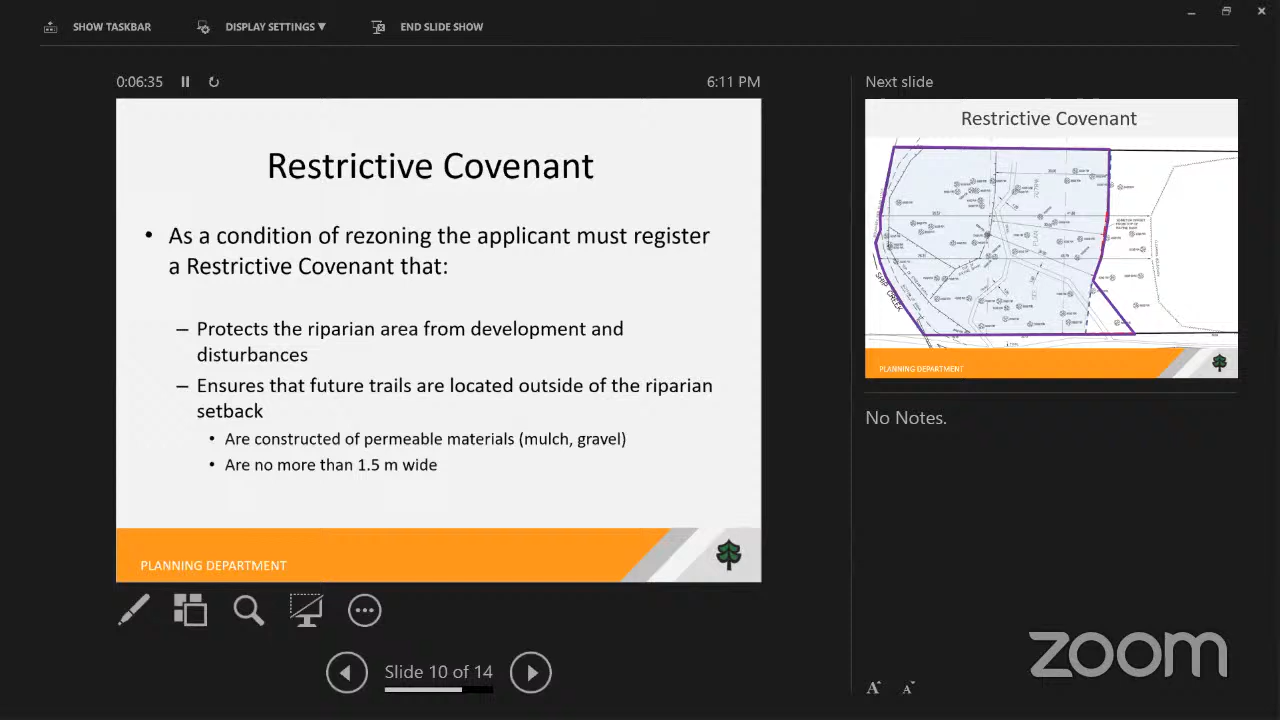 SHOW TASKBAR
DISPLAY SETTINGS ▼
END SLIDE SHOW
0:06:35
6:11 PM
Restrictive Covenant
• As a condition of rezoning the applicant must register
a Restrictive Covenant that:
– Protects the riparian area from development and
disturbances
– Ensures that future trails are located outside of the riparian
setback
• Are constructed of permeable materials (mulch, gravel)
• Are no more than 1.5 m wide
PLANNING DEPARTMENT
Slide 10 of 14
Next slide
Restrictive Covenant
SHIP CREEK
PLAN
PLANNING DEPARTMENT
No Notes.
A A
zoom